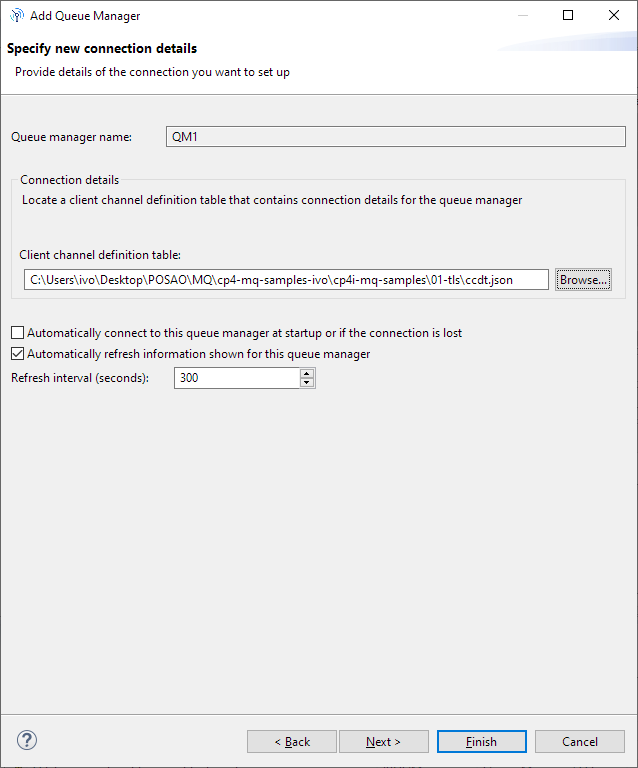 Add Queue Manager
Specify new connection details
Provide details of the connection you want to set up
Queue manager name: QM1
Connection details
Locate a client channel definition table that contains connection details for the queue manager
Client channel definition table:
C:\Users\ivo\Desktop\POSAO\MQ\cp4-mq-samples-ivo\cp4i-mq-samples\01-tls\ccdt.json Browse...
Automatically connect to this queue manager at startup or if the connection is lost
Automatically refresh information shown for this queue manager
Refresh interval (seconds): 300
? < Back Next > Finish Cancel